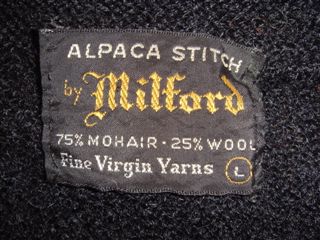 ALPACA STITCH
by Milford
75% MOHAIR - 25% WOOL
Fine Virgin Yarns L